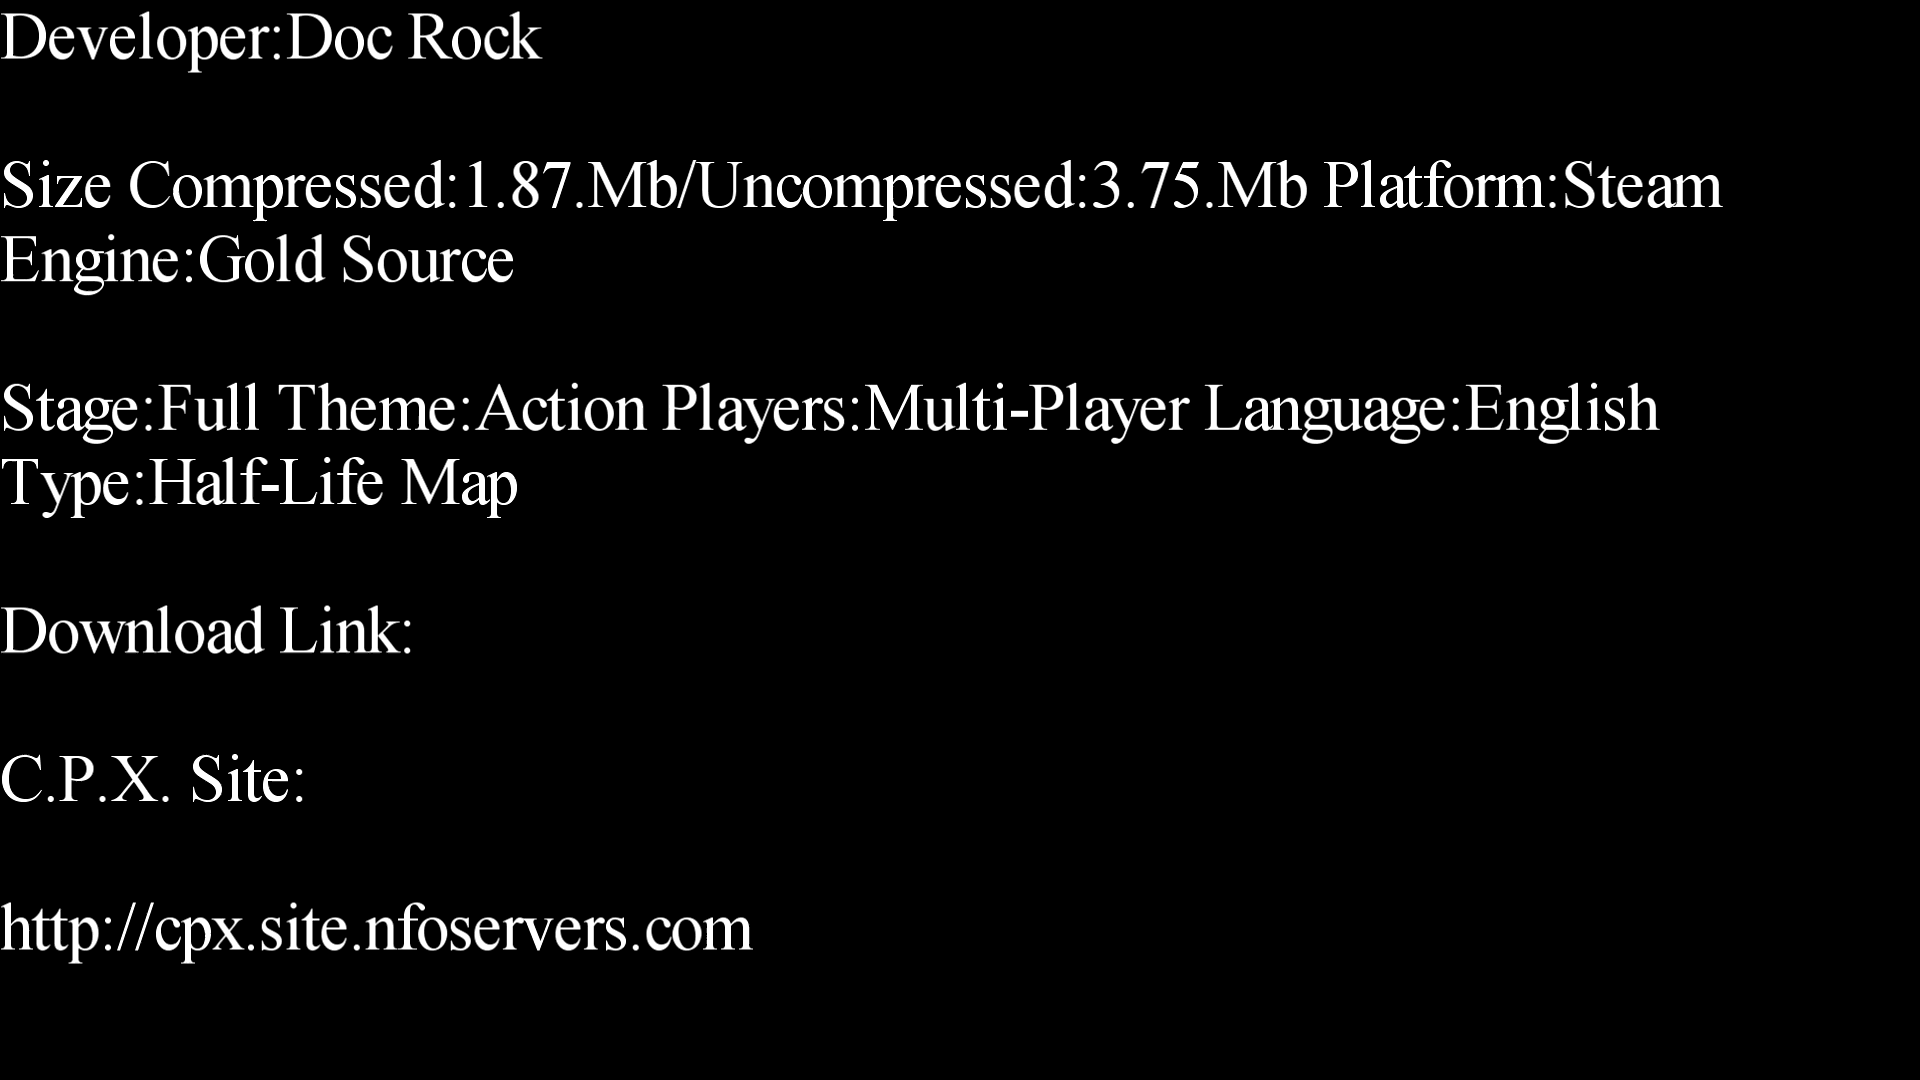 Developer:Doc Rock
Size Compressed:1.87.Mb/Uncompressed:3.75.Mb Platform:Steam
Engine:Gold Source
Stage:Full Theme:Action Players:Multi-Player Language:English
Type:Half-Life Map
Download Link:
C.P.X. Site:
http://cpx.site.nfoservers.com